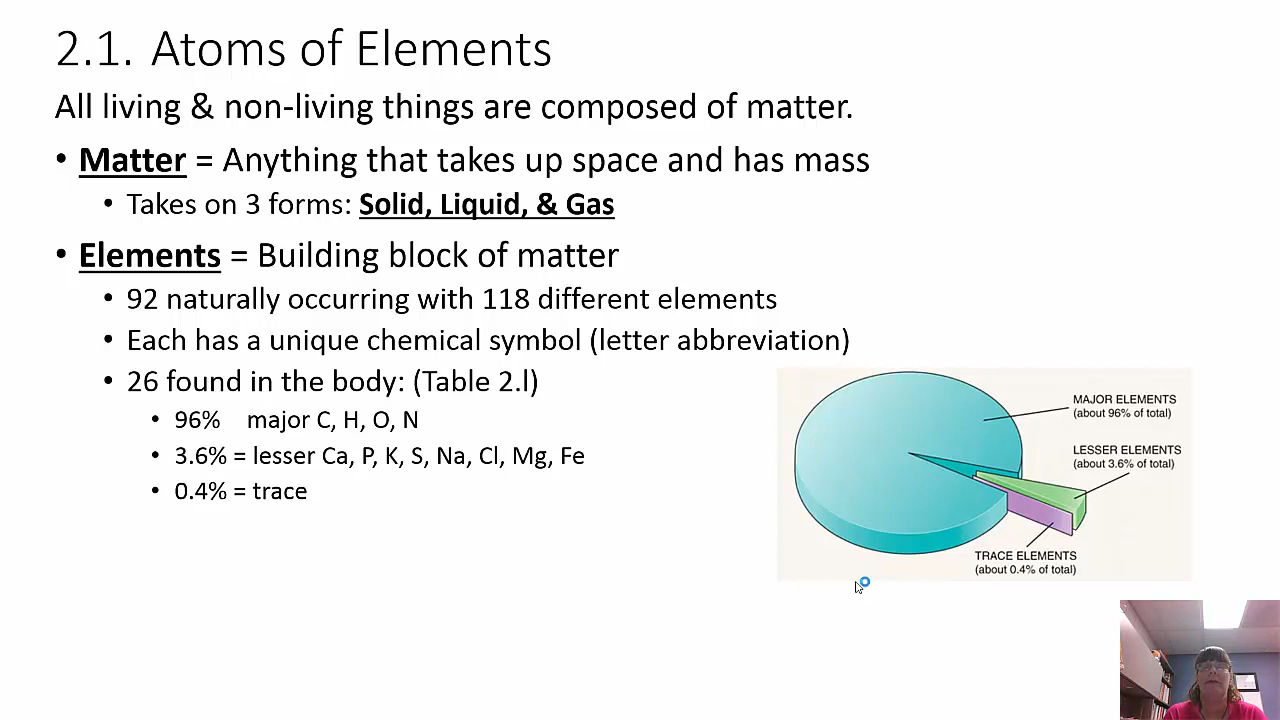 2.1. Atoms of Elements
All living & non-living things are composed of matter.
• Matter = Anything that takes up space and has mass
• Takes on 3 forms: Solid, Liquid, & Gas
• Elements = Building block of matter
• 92 naturally occurring with 118 different elements
• Each has a unique chemical symbol (letter abbreviation)
• 26 found in the body: (Table 2.l)
• 96% major C, H, O, N
• 3.6% = lesser Ca, P, K, S, Na, Cl, Mg, Fe
• 0.4% = trace
MAJOR ELEMENTS
(about 96% of total)
LESSER ELEMENTS
(about 3.6% of total)
TRACE ELEMENTS
(about 0.4% of total)